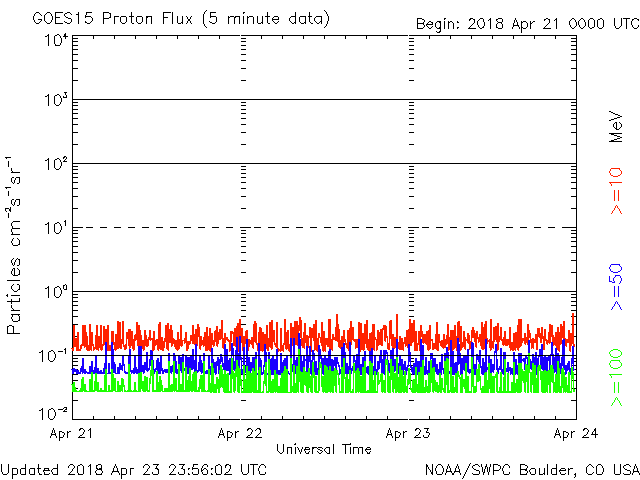 GOES15 Proton Flux (5 minute data)
Begin: 2018 Apr 21 0000 UTC
10⁴
10³
10²
10¹
10⁰
10⁻¹
10⁻²
Particles cm⁻²s⁻¹sr⁻¹
MeV
>=10
>=50
>=100
Apr 21 Apr 22 Apr 23 Apr 24
Universal Time
Updated 2018 Apr 23 23:56:02 UTC
NOAA/SWPC Boulder, CO USA